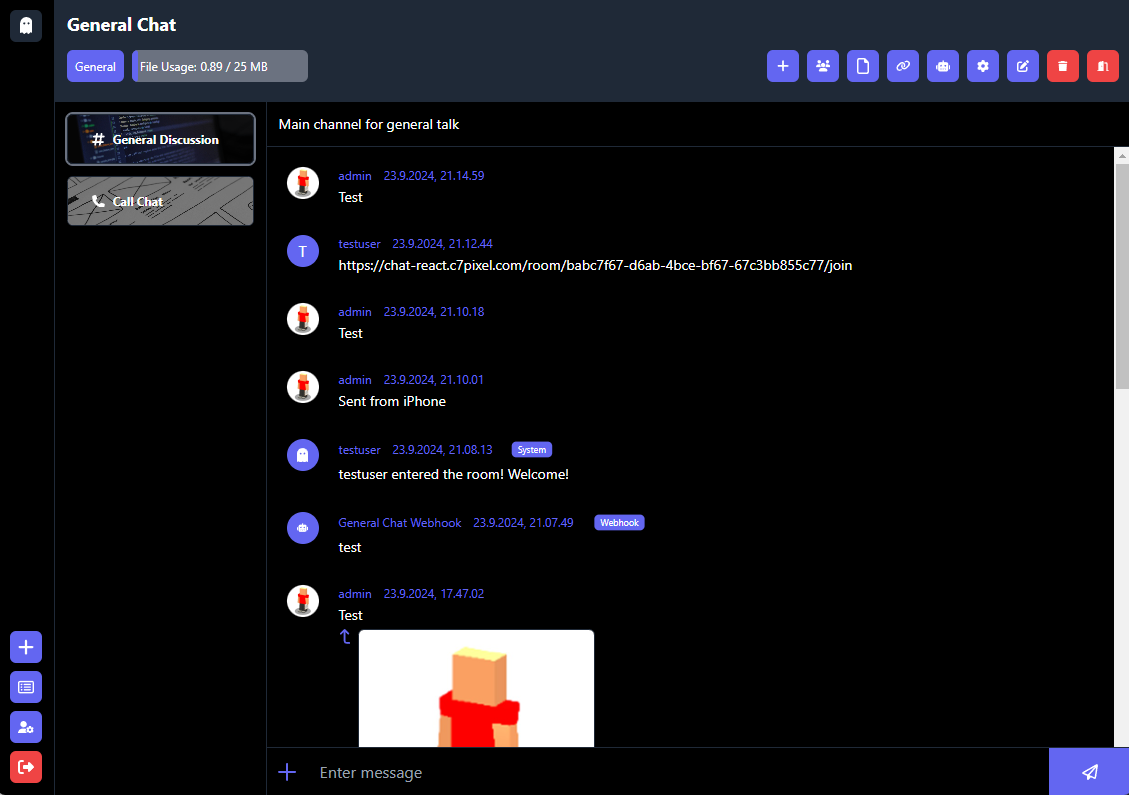 General Chat
General
File Usage: 0.89 / 25 MB
# General Discussion
Call Chat
Main channel for general talk
admin 23.9.2024, 21.14.59
Test
T
testuser 23.9.2024, 21.12.44
https://chat-react.c7pixel.com/room/babc7f67-d6ab-4bce-bf67-67c3bb855c77/join
admin 23.9.2024, 21.10.18
Test
admin 23.9.2024, 21.10.01
Sent from iPhone
testuser 23.9.2024, 21.08.13 System
testuser entered the room! Welcome!
General Chat Webhook 23.9.2024, 21.07.49 Webhook
test
admin 23.9.2024, 17.47.02
Test
Enter message